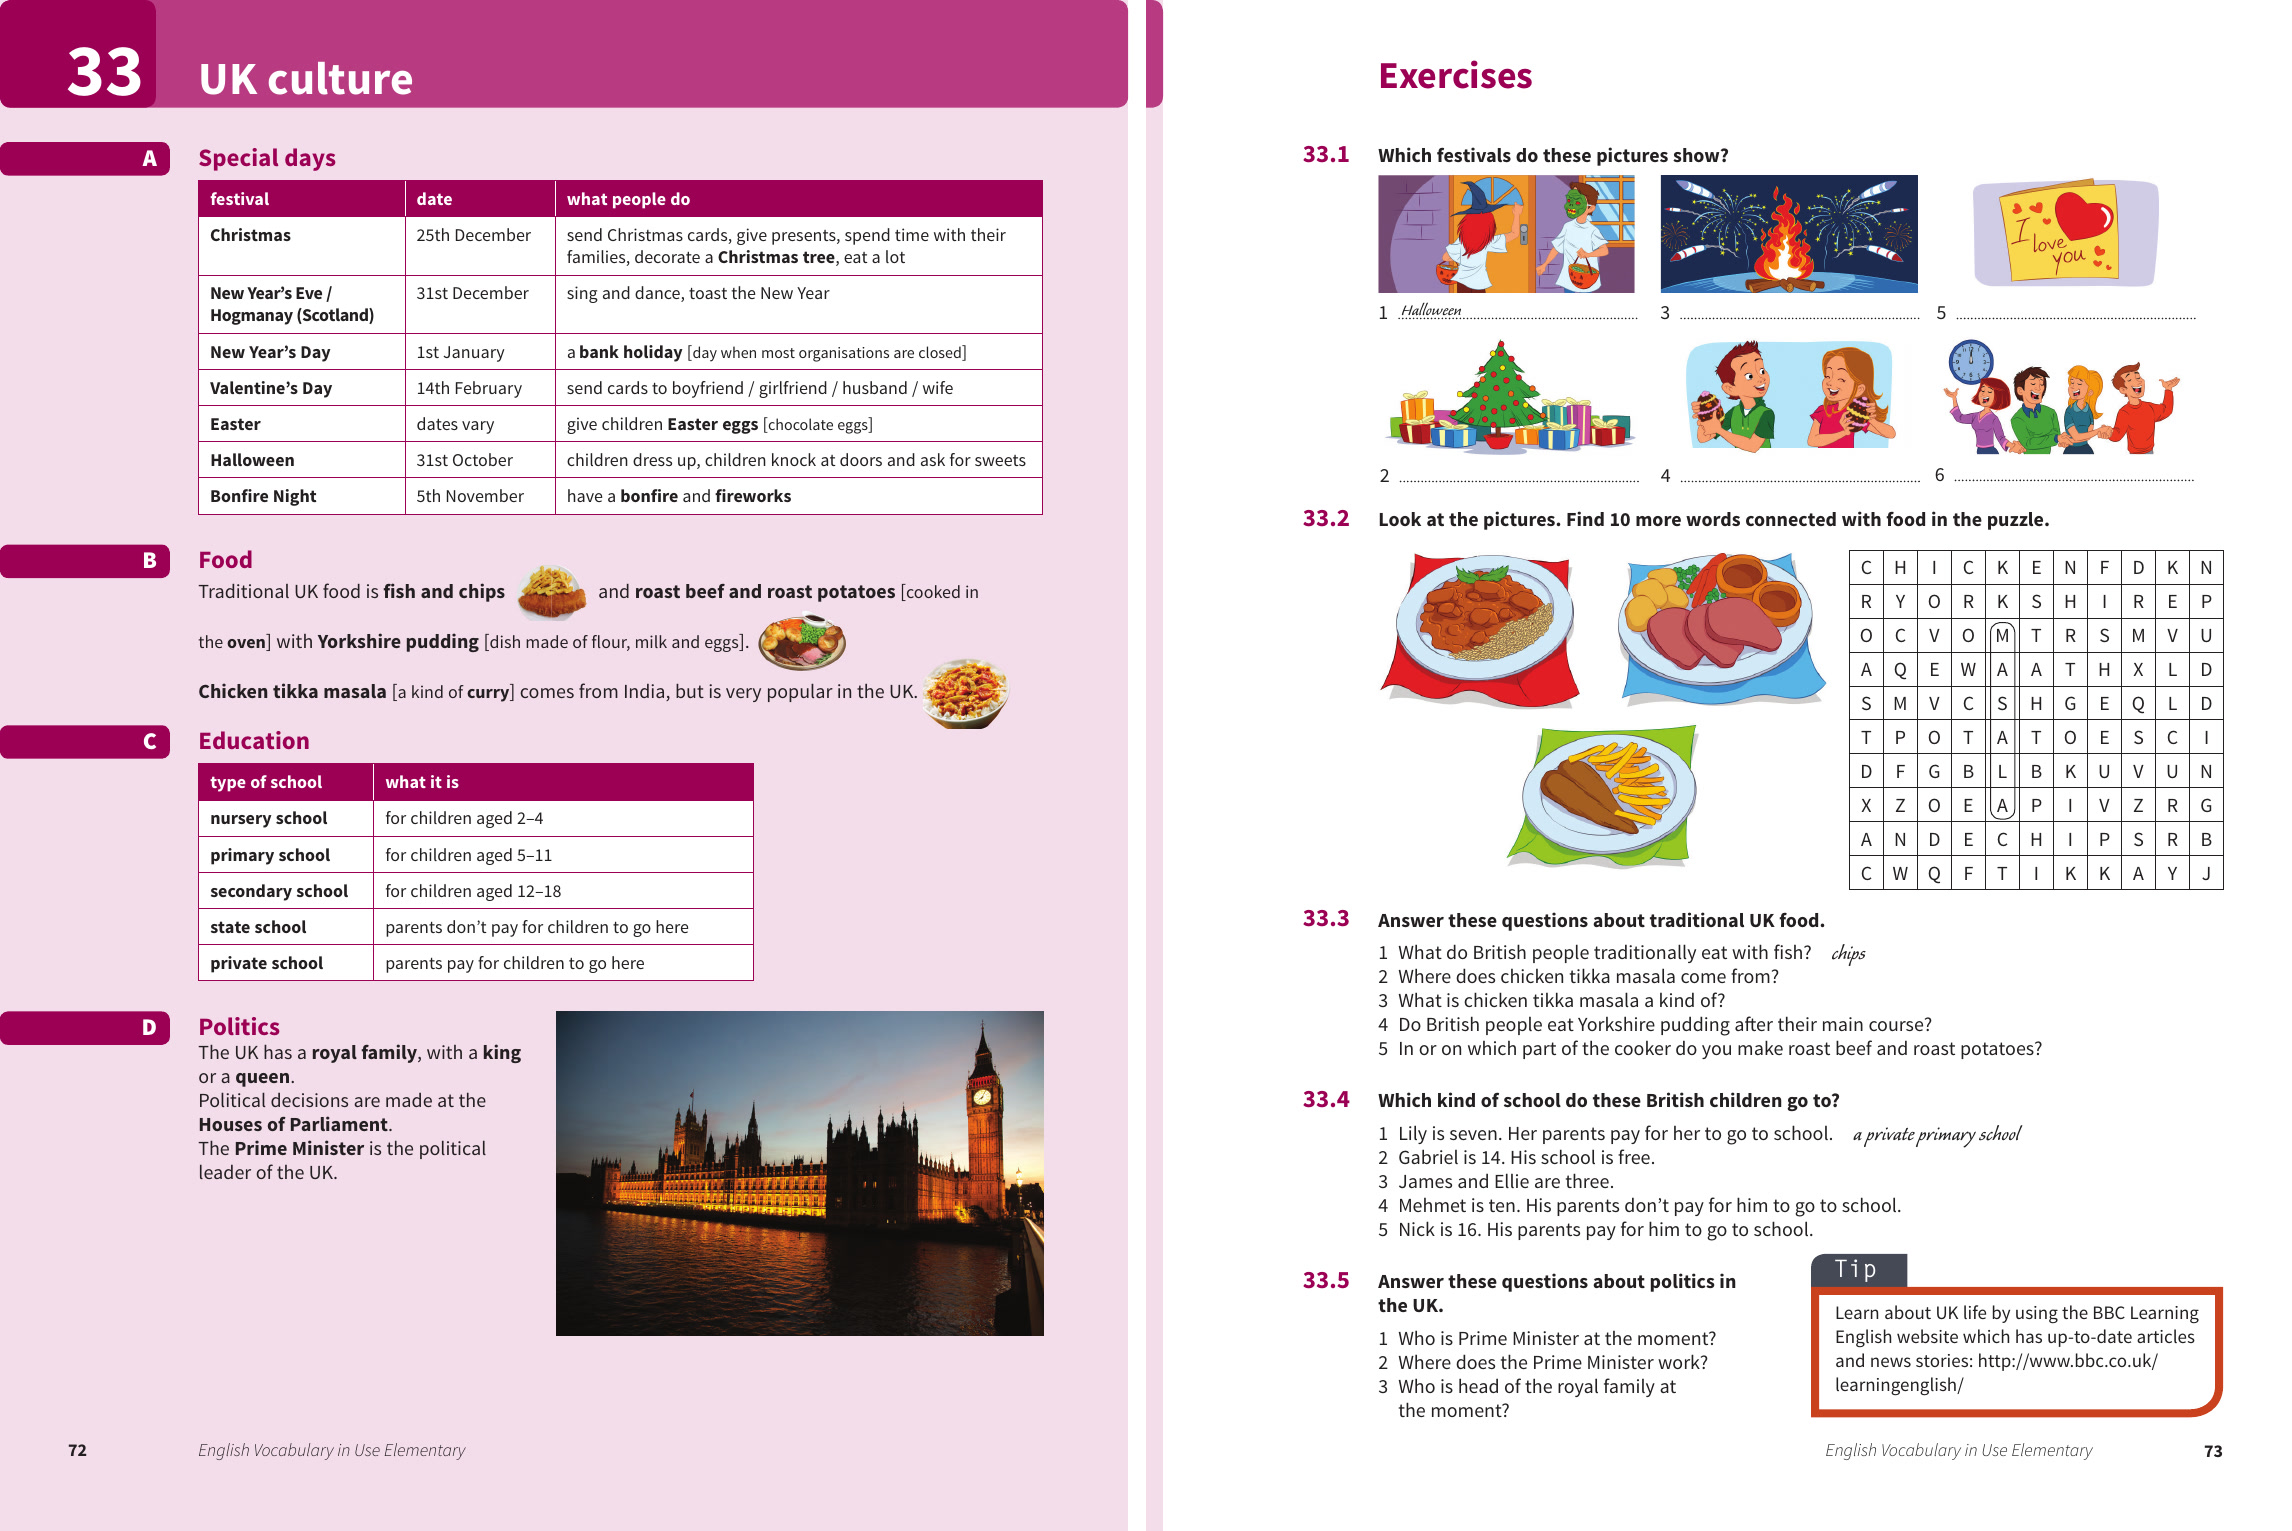 33
UK culture
A
Special days
festival date what people do
Christmas 25th December send Christmas cards, give presents, spend time with their
families, decorate a Christmas tree, eat a lot
New Year’s Eve / 31st December sing and dance, toast the New Year
Hogmanay (Scotland)
New Year’s Day 1st January a bank holiday [day when most organisations are closed]
Valentine’s Day 14th February send cards to boyfriend / girlfriend / husband / wife
Easter dates vary give children Easter eggs [chocolate eggs]
Halloween 31st October children dress up, children knock at doors and ask for sweets
Bonfire Night 5th November have a bonfire and fireworks
B
Food
Traditional UK food is fish and chips and roast beef and roast potatoes [cooked in
the oven] with Yorkshire pudding [dish made of flour, milk and eggs].
Chicken tikka masala [a kind of curry] comes from India, but is very popular in the UK.
C
Education
type of school what it is
nursery school for children aged 2–4
primary school for children aged 5–11
secondary school for children aged 12–18
state school parents don’t pay for children to go here
private school parents pay for children to go here
D
Politics
The UK has a royal family, with a king
or a queen.
Political decisions are made at the
Houses of Parliament.
The Prime Minister is the political
leader of the UK.
72
English Vocabulary in Use Elementary
Exercises
33.1 Which festivals do these pictures show?
I love you
1 Halloween
3
5
2
4
6
33.2 Look at the pictures. Find 10 more words connected with food in the puzzle.
C H I C K E N F D K N
R Y O R K S H I R E P
O C V O M T R S M V U
A Q E W A A T H X L D
S M V C S H G E Q L D
T P O T A T O E S C I
D F G B L B K U V U N
X Z O E A P I V Z R G
A N D E C H I P S R B
C W Q F T I K K A Y J
33.3 Answer these questions about traditional UK food.
1 What do British people traditionally eat with fish? chips
2 Where does chicken tikka masala come from?
3 What is chicken tikka masala a kind of?
4 Do British people eat Yorkshire pudding after their main course?
5 In or on which part of the cooker do you make roast beef and roast potatoes?
33.4 Which kind of school do these British children go to?
1 Lily is seven. Her parents pay for her to go to school. a private primary school
2 Gabriel is 14. His school is free.
3 James and Ellie are three.
4 Mehmet is ten. His parents don’t pay for him to go to school.
5 Nick is 16. His parents pay for him to go to school.
33.5 Answer these questions about politics in
the UK.
1 Who is Prime Minister at the moment?
2 Where does the Prime Minister work?
3 Who is head of the royal family at
the moment?
Tip
Learn about UK life by using the BBC Learning
English website which has up-to-date articles
and news stories: http://www.bbc.co.uk/
learningenglish/
English Vocabulary in Use Elementary
73